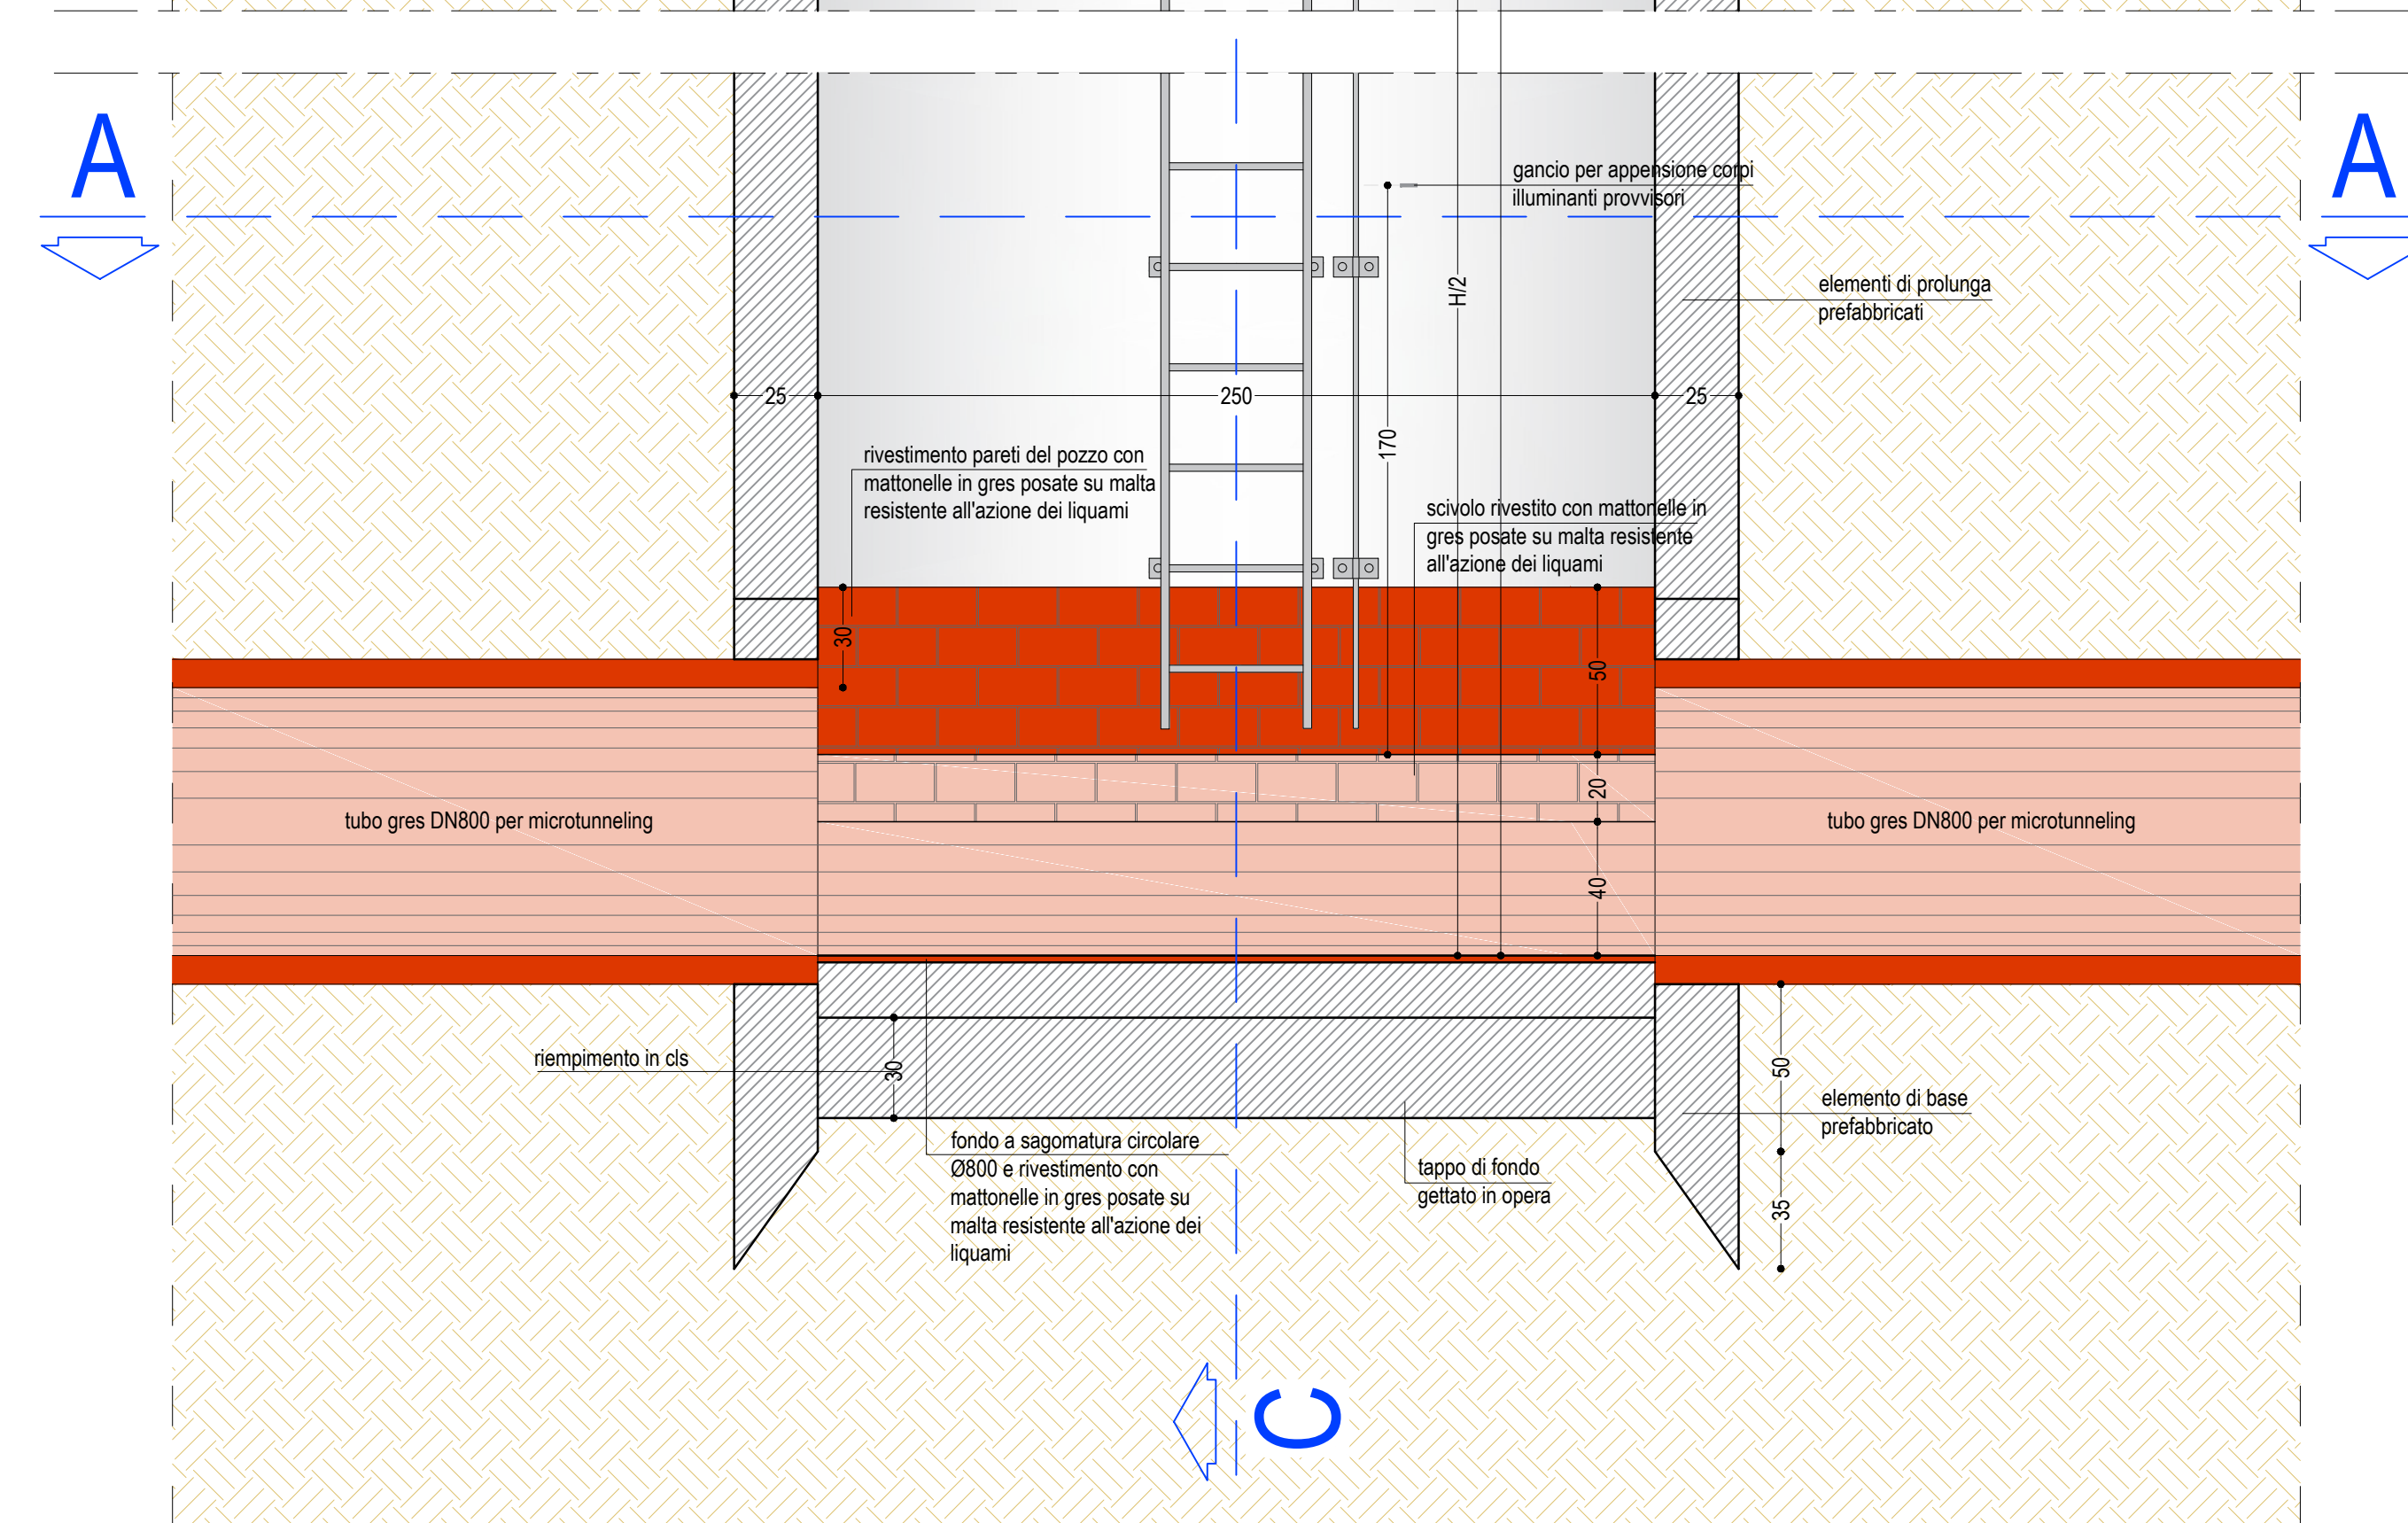 A
A
gancio per appensione corpi
illuminanti provvisori
elementi di prolunga
prefabbricati
H/2
25
250
25
170
rivestimento pareti del pozzo con
mattonelle in gres posate su malta
resistente all'azione dei liquami
scivolo rivestito con mattonelle in
gres posate su malta resistente
all'azione dei liquami
30
50
20
tubo gres DN800 per microtunneling
tubo gres DN800 per microtunneling
40
riempimento in cls
30
50
elemento di base
prefabbricato
fondo a sagomatura circolare
Ø800 e rivestimento con
mattonelle in gres posate su
malta resistente all'azione dei
liquami
tappo di fondo
gettato in opera
35
C